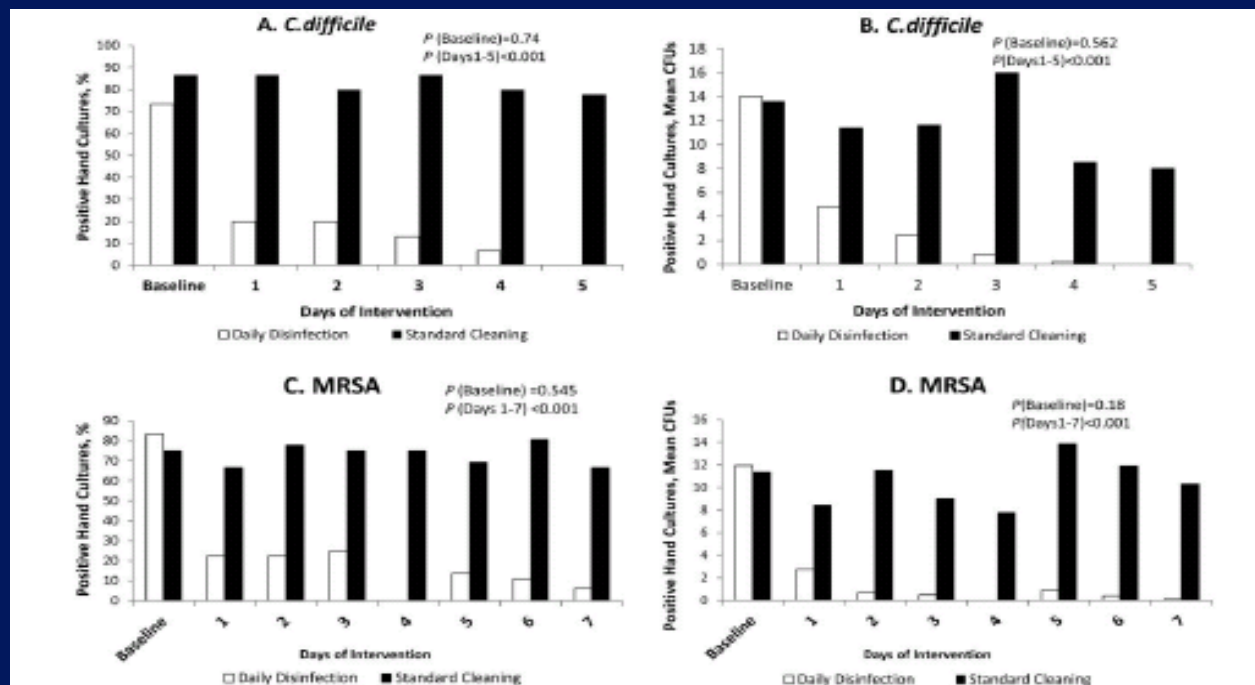 A. C.difficile
P (Baseline)=0.74
P (Days1-5)<0.001
Positive Hand Cultures, %
100
90
80
70
60
50
40
30
20
10
0
Baseline 1 2 3 4 5
Days of Intervention
Daily Disinfection Standard Cleaning
B. C.difficile
P (Baseline)=0.562
P(Days1-5)<0.001
Positive Hand Cultures, Mean CFUs
18
16
14
12
10
8
6
4
2
0
Baseline 1 2 3 4 5
Days of Intervention
Daily Disinfection Standard Cleaning
C. MRSA
P (Baseline) =0.545
P (Days 1-7) <0.001
Positive Hand Cultures, %
90
80
70
60
50
40
30
20
10
0
Baseline 1 2 3 4 5 6 7
Days of Intervention
Daily Disinfection Standard Cleaning
D. MRSA
P(Baseline)=0.18
P(Days1-7)<0.001
Positive Hand Cultures, Mean CFUs
16
14
12
10
8
6
4
2
0
Baseline 1 2 3 4 5 6 7
Days of Intervention
Daily Disinfection Standard Cleaning